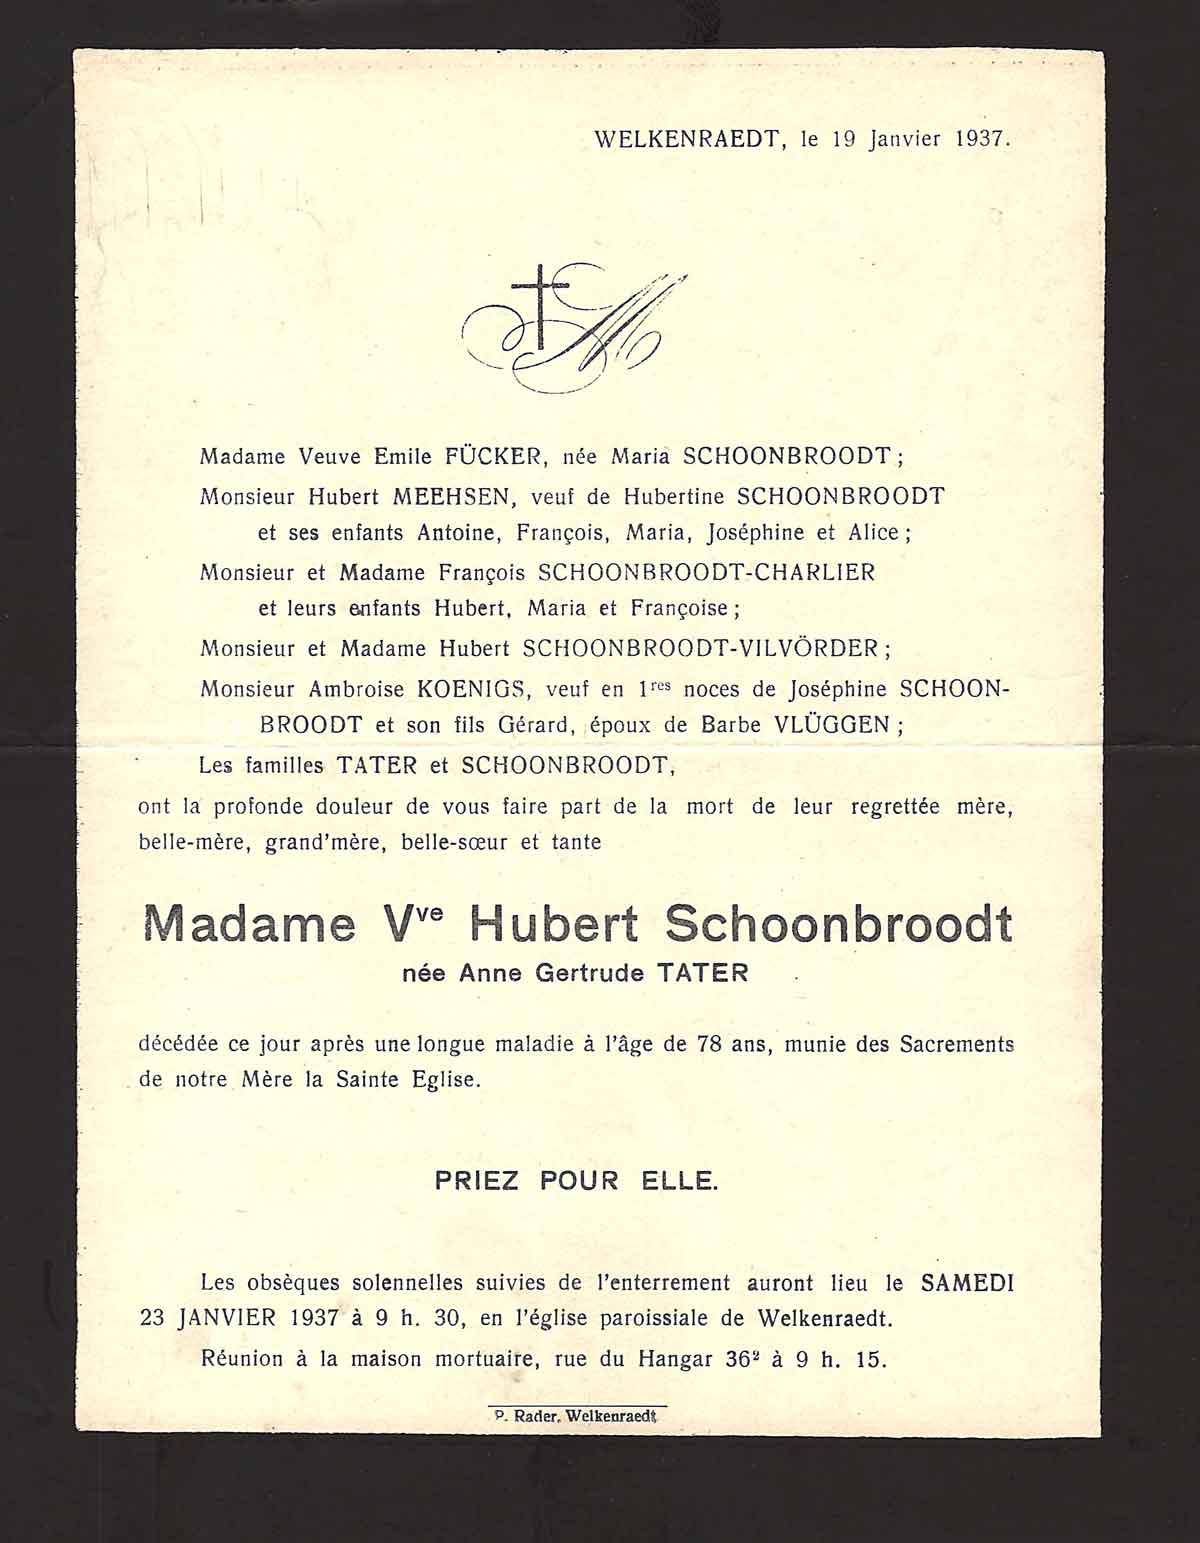 WELKENRAEDT, le 19 Janvier 1937.
M
Madame Veuve Emile FÜCKER, née Maria SCHOONBROODT ;
Monsieur Hubert MEEHSEN, veuf de Hubertine SCHOONBROODT
et ses enfants Antoine, François, Maria, Joséphine et Alice ;
Monsieur et Madame François SCHOONBROODT-CHARLIER
et leurs enfants Hubert, Maria et Françoise ;
Monsieur et Madame Hubert SCHOONBROODT-VILVÖRDER ;
Monsieur Ambroise KOENIGS, veuf en 1res noces de Joséphine SCHOON-
BROODT et son fils Gérard, époux de Barbe VLÜGGEN ;
Les familles TATER et SCHOONBROODT,
ont la profonde douleur de vous faire part de la mort de leur regrettée mère,
belle-mère, grand'mère, belle-sœur et tante
Madame Vve Hubert Schoonbroodt
née Anne Gertrude TATER
décédée ce jour après une longue maladie à l'âge de 78 ans, munie des Sacrements
de notre Mère la Sainte Eglise.
PRIEZ POUR ELLE.
Les obsèques solennelles suivies de l'enterrement auront lieu le SAMEDI
23 JANVIER 1937 à 9 h. 30, en l'église paroissiale de Welkenraedt.
Réunion à la maison mortuaire, rue du Hangar 36² à 9 h. 15.
P. Rader, Welkenraedt